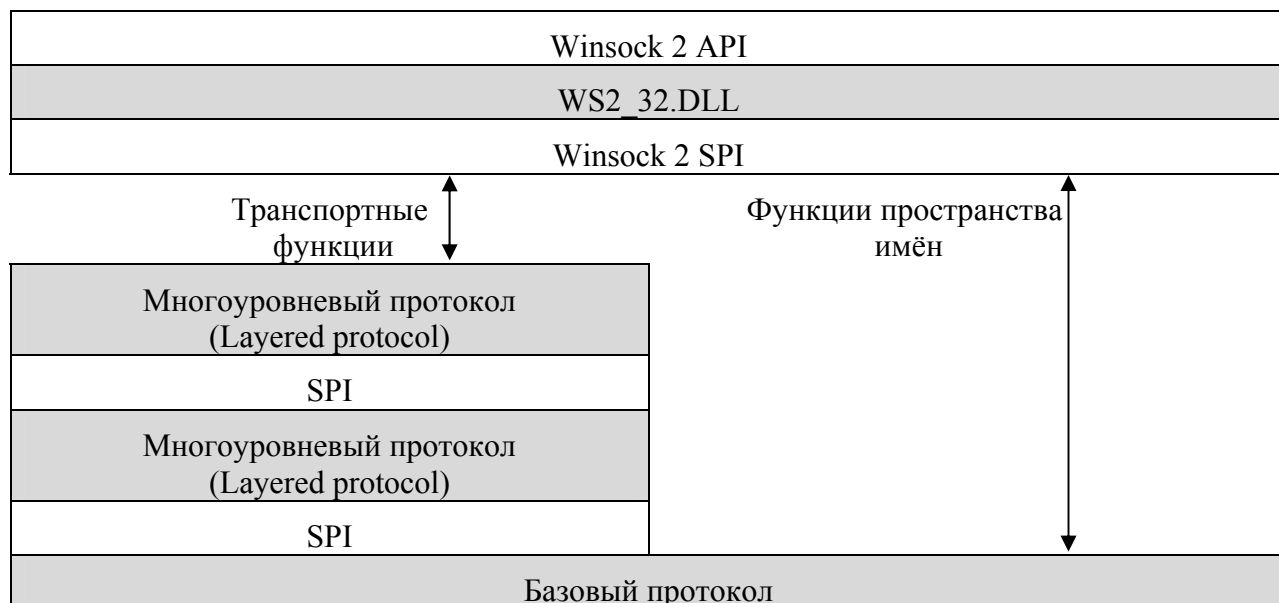 Winsock 2 API
WS2_32.DLL
Winsock 2 SPI
Транспортные
функции
Функции пространства
имён
Многоуровневый протокол
(Layered protocol)
SPI
Многоуровневый протокол
(Layered protocol)
SPI
Базовый протокол